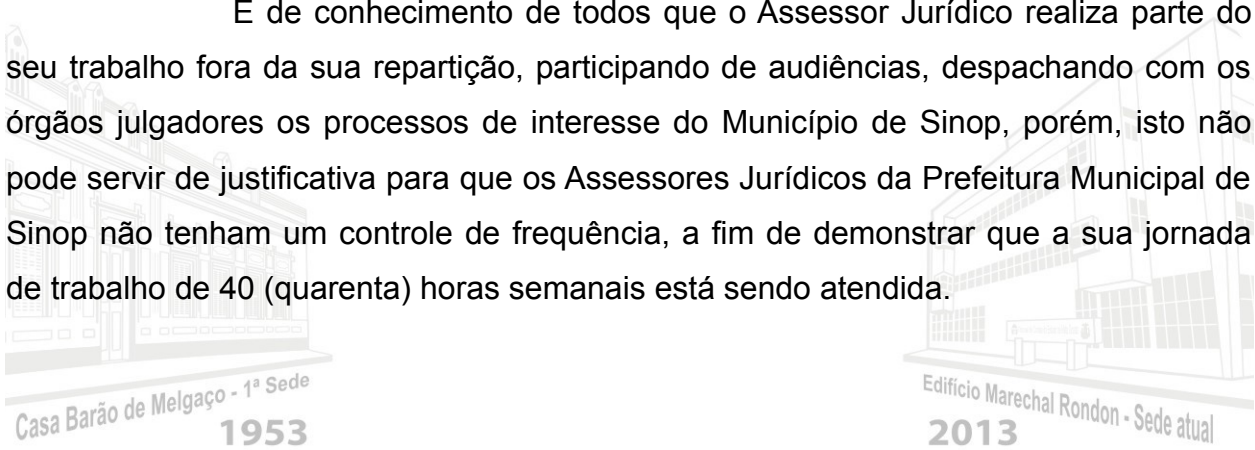 É de conhecimento de todos que o Assessor Jurídico realiza parte do
seu trabalho fora da sua repartição, participando de audiências, despachando com os
órgãos julgadores os processos de interesse do Município de Sinop, porém, isto não
pode servir de justificativa para que os Assessores Jurídicos da Prefeitura Municipal de
Sinop não tenham um controle de frequência, a fim de demonstrar que a sua jornada
de trabalho de 40 (quarenta) horas semanais está sendo atendida.
Casa Barão de Melgaço - 1ª Sede
1953
Edifício Marechal Rondon - Sede atual
2013